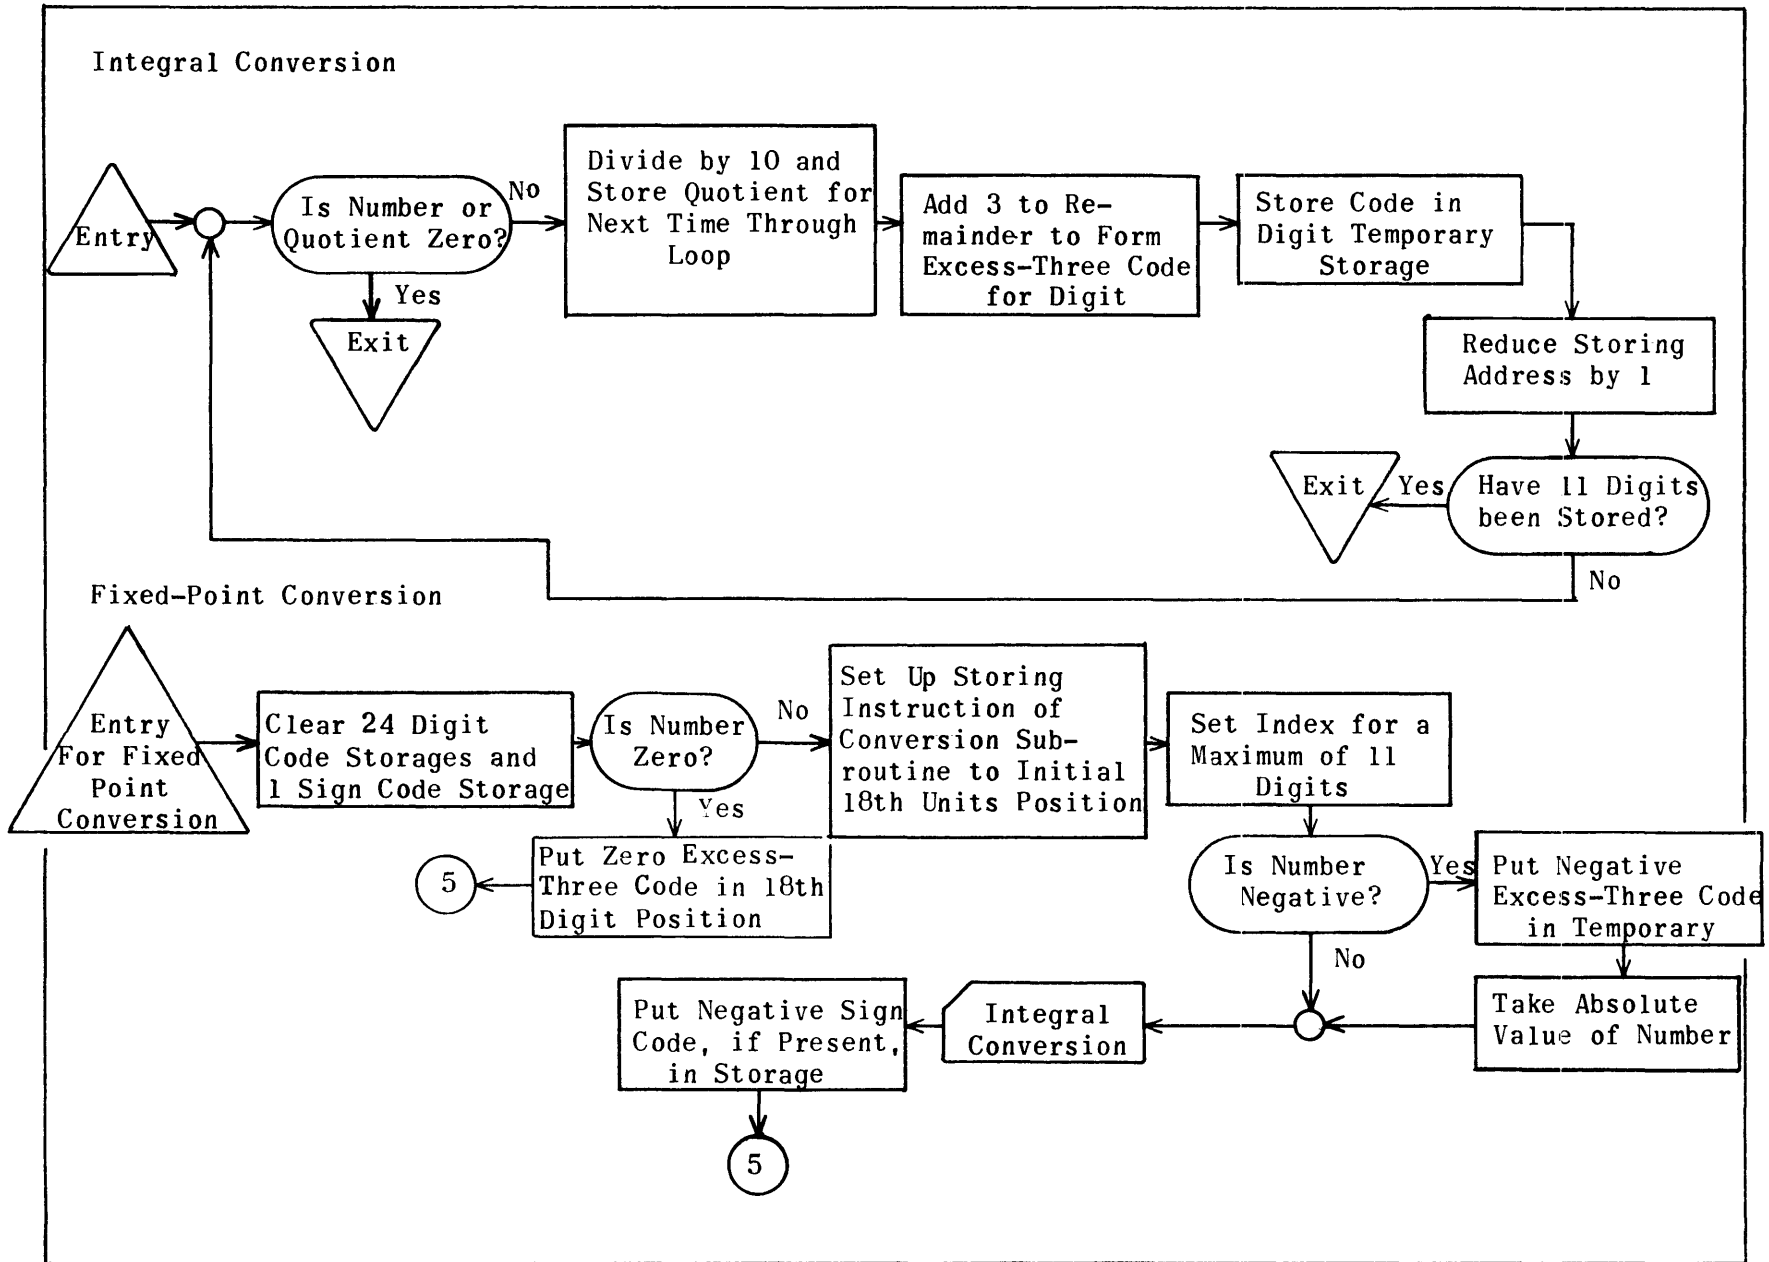 Integral Conversion
Entry
Is Number or
Quotient Zero?
No
Yes
Exit
Divide by 10 and
Store Quotient for
Next Time Through
Loop
Add 3 to Re-
mainder to Form
Excess-Three Code
for Digit
Store Code in
Digit Temporary
Storage
Reduce Storing
Address by 1
Have 11 Digits
been Stored?
Yes
Exit
No
Fixed-Point Conversion
Entry
For Fixed
Point
Conversion
Clear 24 Digit
Code Storages and
1 Sign Code Storage
Is Number
Zero?
No
Yes
Put Zero Excess-
Three Code in 18th
Digit Position
5
Set Up Storing
Instruction of
Conversion Sub-
routine to Initial
18th Units Position
Set Index for a
Maximum of 11
Digits
Is Number
Negative?
Yes
No
Put Negative
Excess-Three Code
in Temporary
Take Absolute
Value of Number
Integral
Conversion
Put Negative Sign
Code, if Present,
in Storage
5